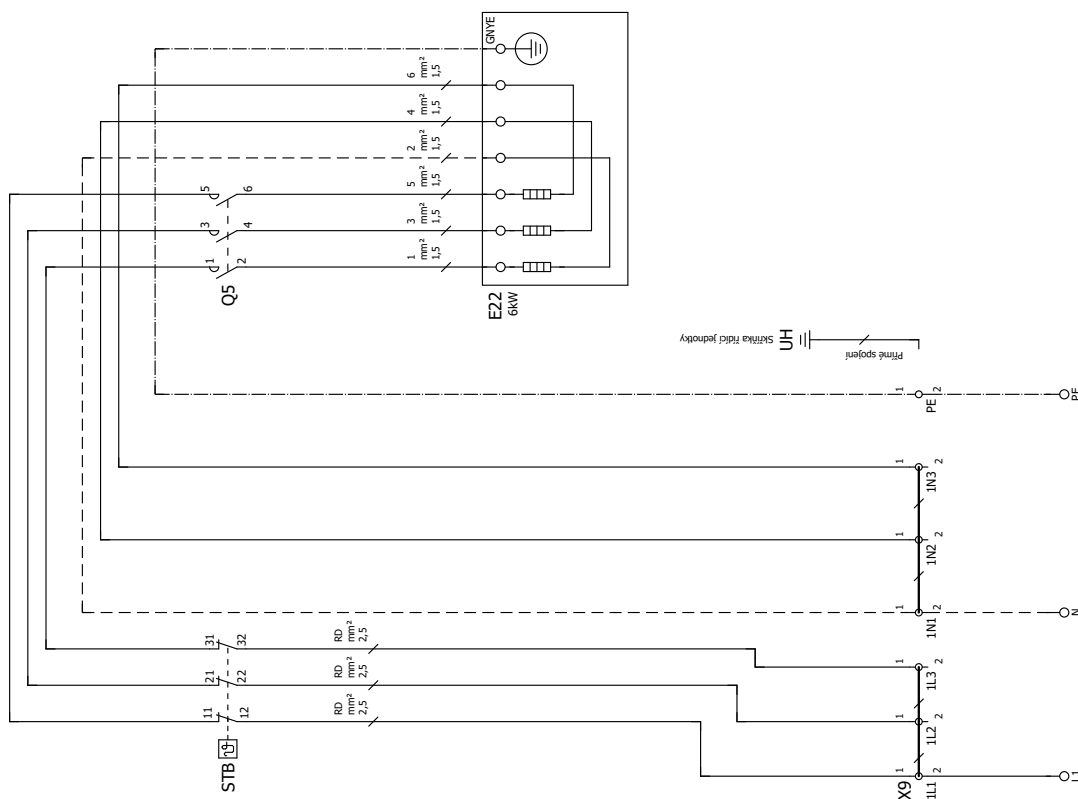 11
21
31
1
3
5
STB
ϑ
Q5
12
22
32
2
4
6
RD
mm²
2,5
RD
mm²
2,5
RD
mm²
2,5
1
mm²
1,5
3
mm²
1,5
5
mm²
1,5
2
mm²
1,5
4
mm²
1,5
6
mm²
1,5
GNYE
E22
6kW
Skříňka řídicí jednotky
UH
Přímé spojení
X9
1
1
1
1
1
1
1
1L1
2
1L2
2
1L3
2
1N1
2
1N2
2
1N3
2
PE
2
L1
N
PE